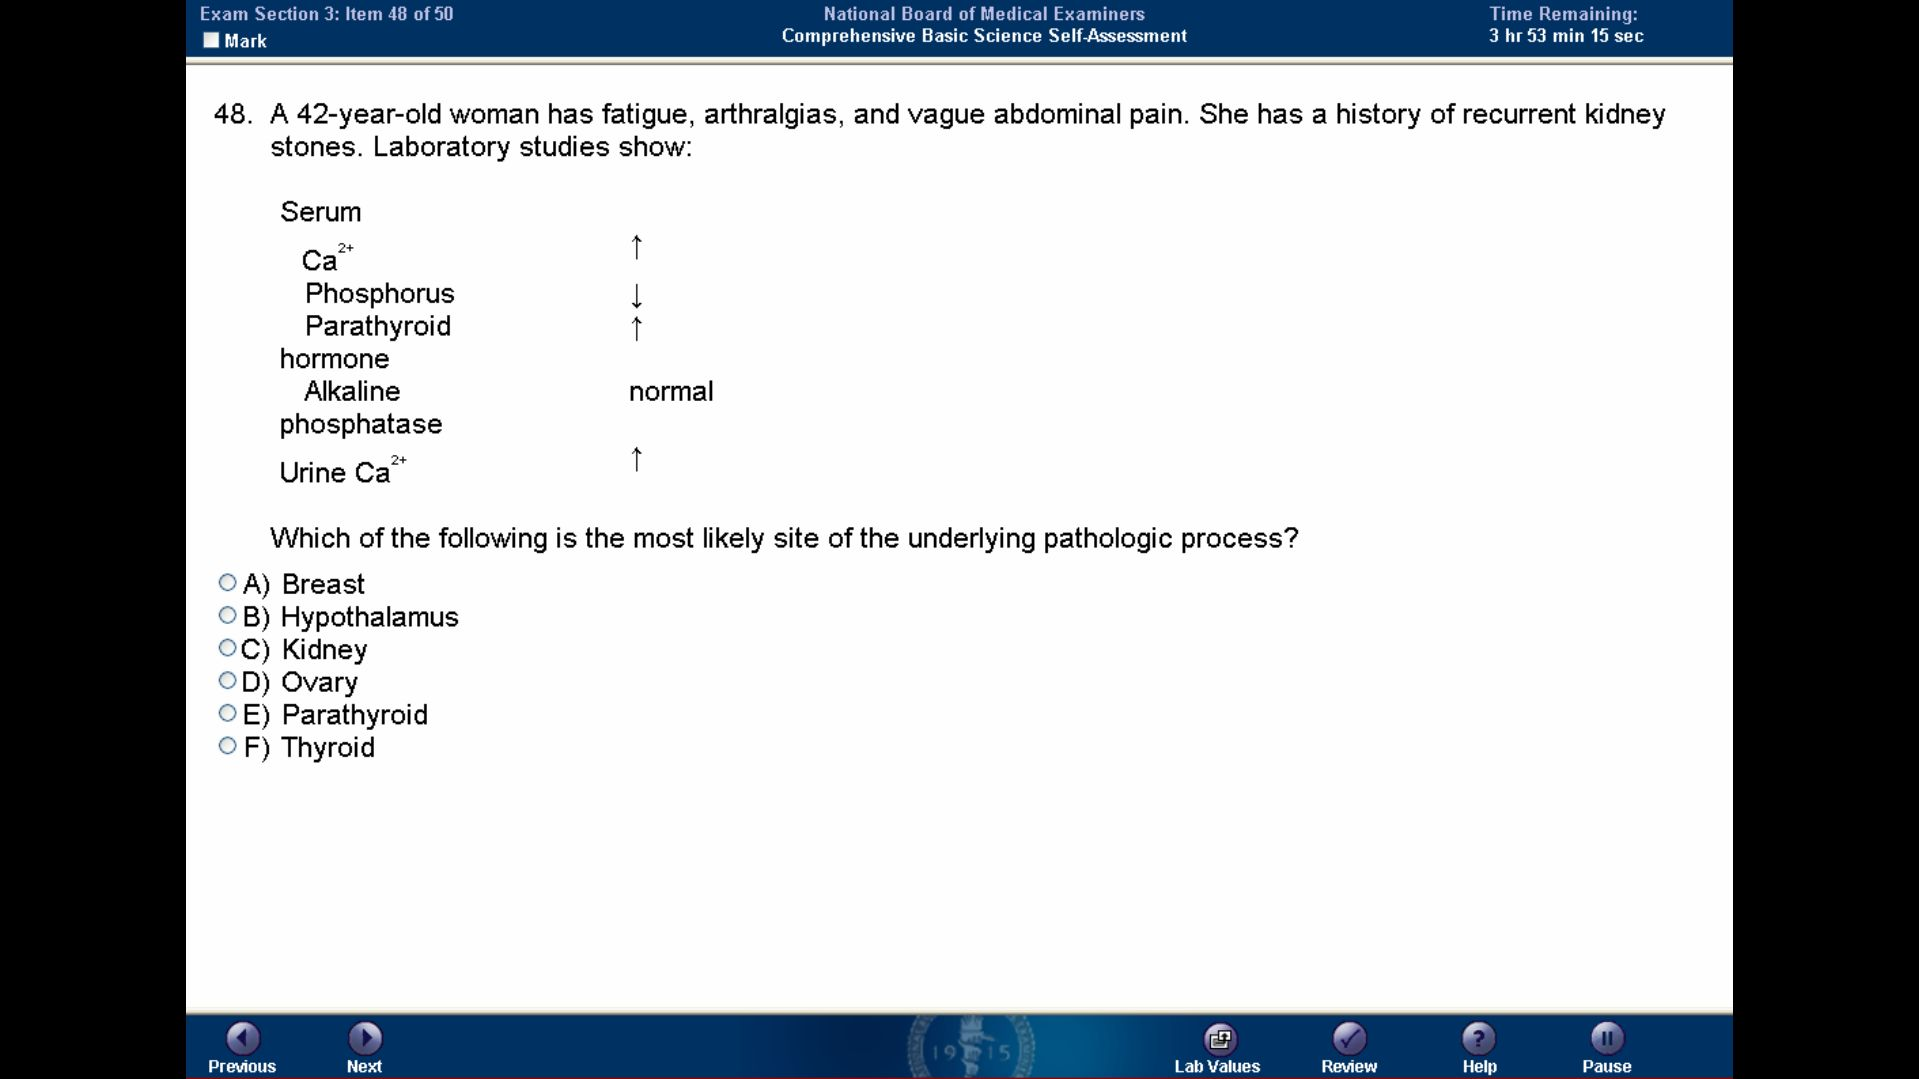 Exam Section 3: Item 48 of 50
National Board of Medical Examiners
Time Remaining:
Mark
Comprehensive Basic Science Self-Assessment
3 hr 53 min 15 sec
48. A 42-year-old woman has fatigue, arthralgias, and vague abdominal pain. She has a history of recurrent kidney
stones. Laboratory studies show:
Serum
Ca2+ ↑
Phosphorus ↓
Parathyroid ↑
hormone
Alkaline normal
phosphatase
Urine Ca2+ ↑
Which of the following is the most likely site of the underlying pathologic process?
A) Breast
B) Hypothalamus
C) Kidney
D) Ovary
E) Parathyroid
F) Thyroid
1915
Previous Next Lab Values Review Help Pause